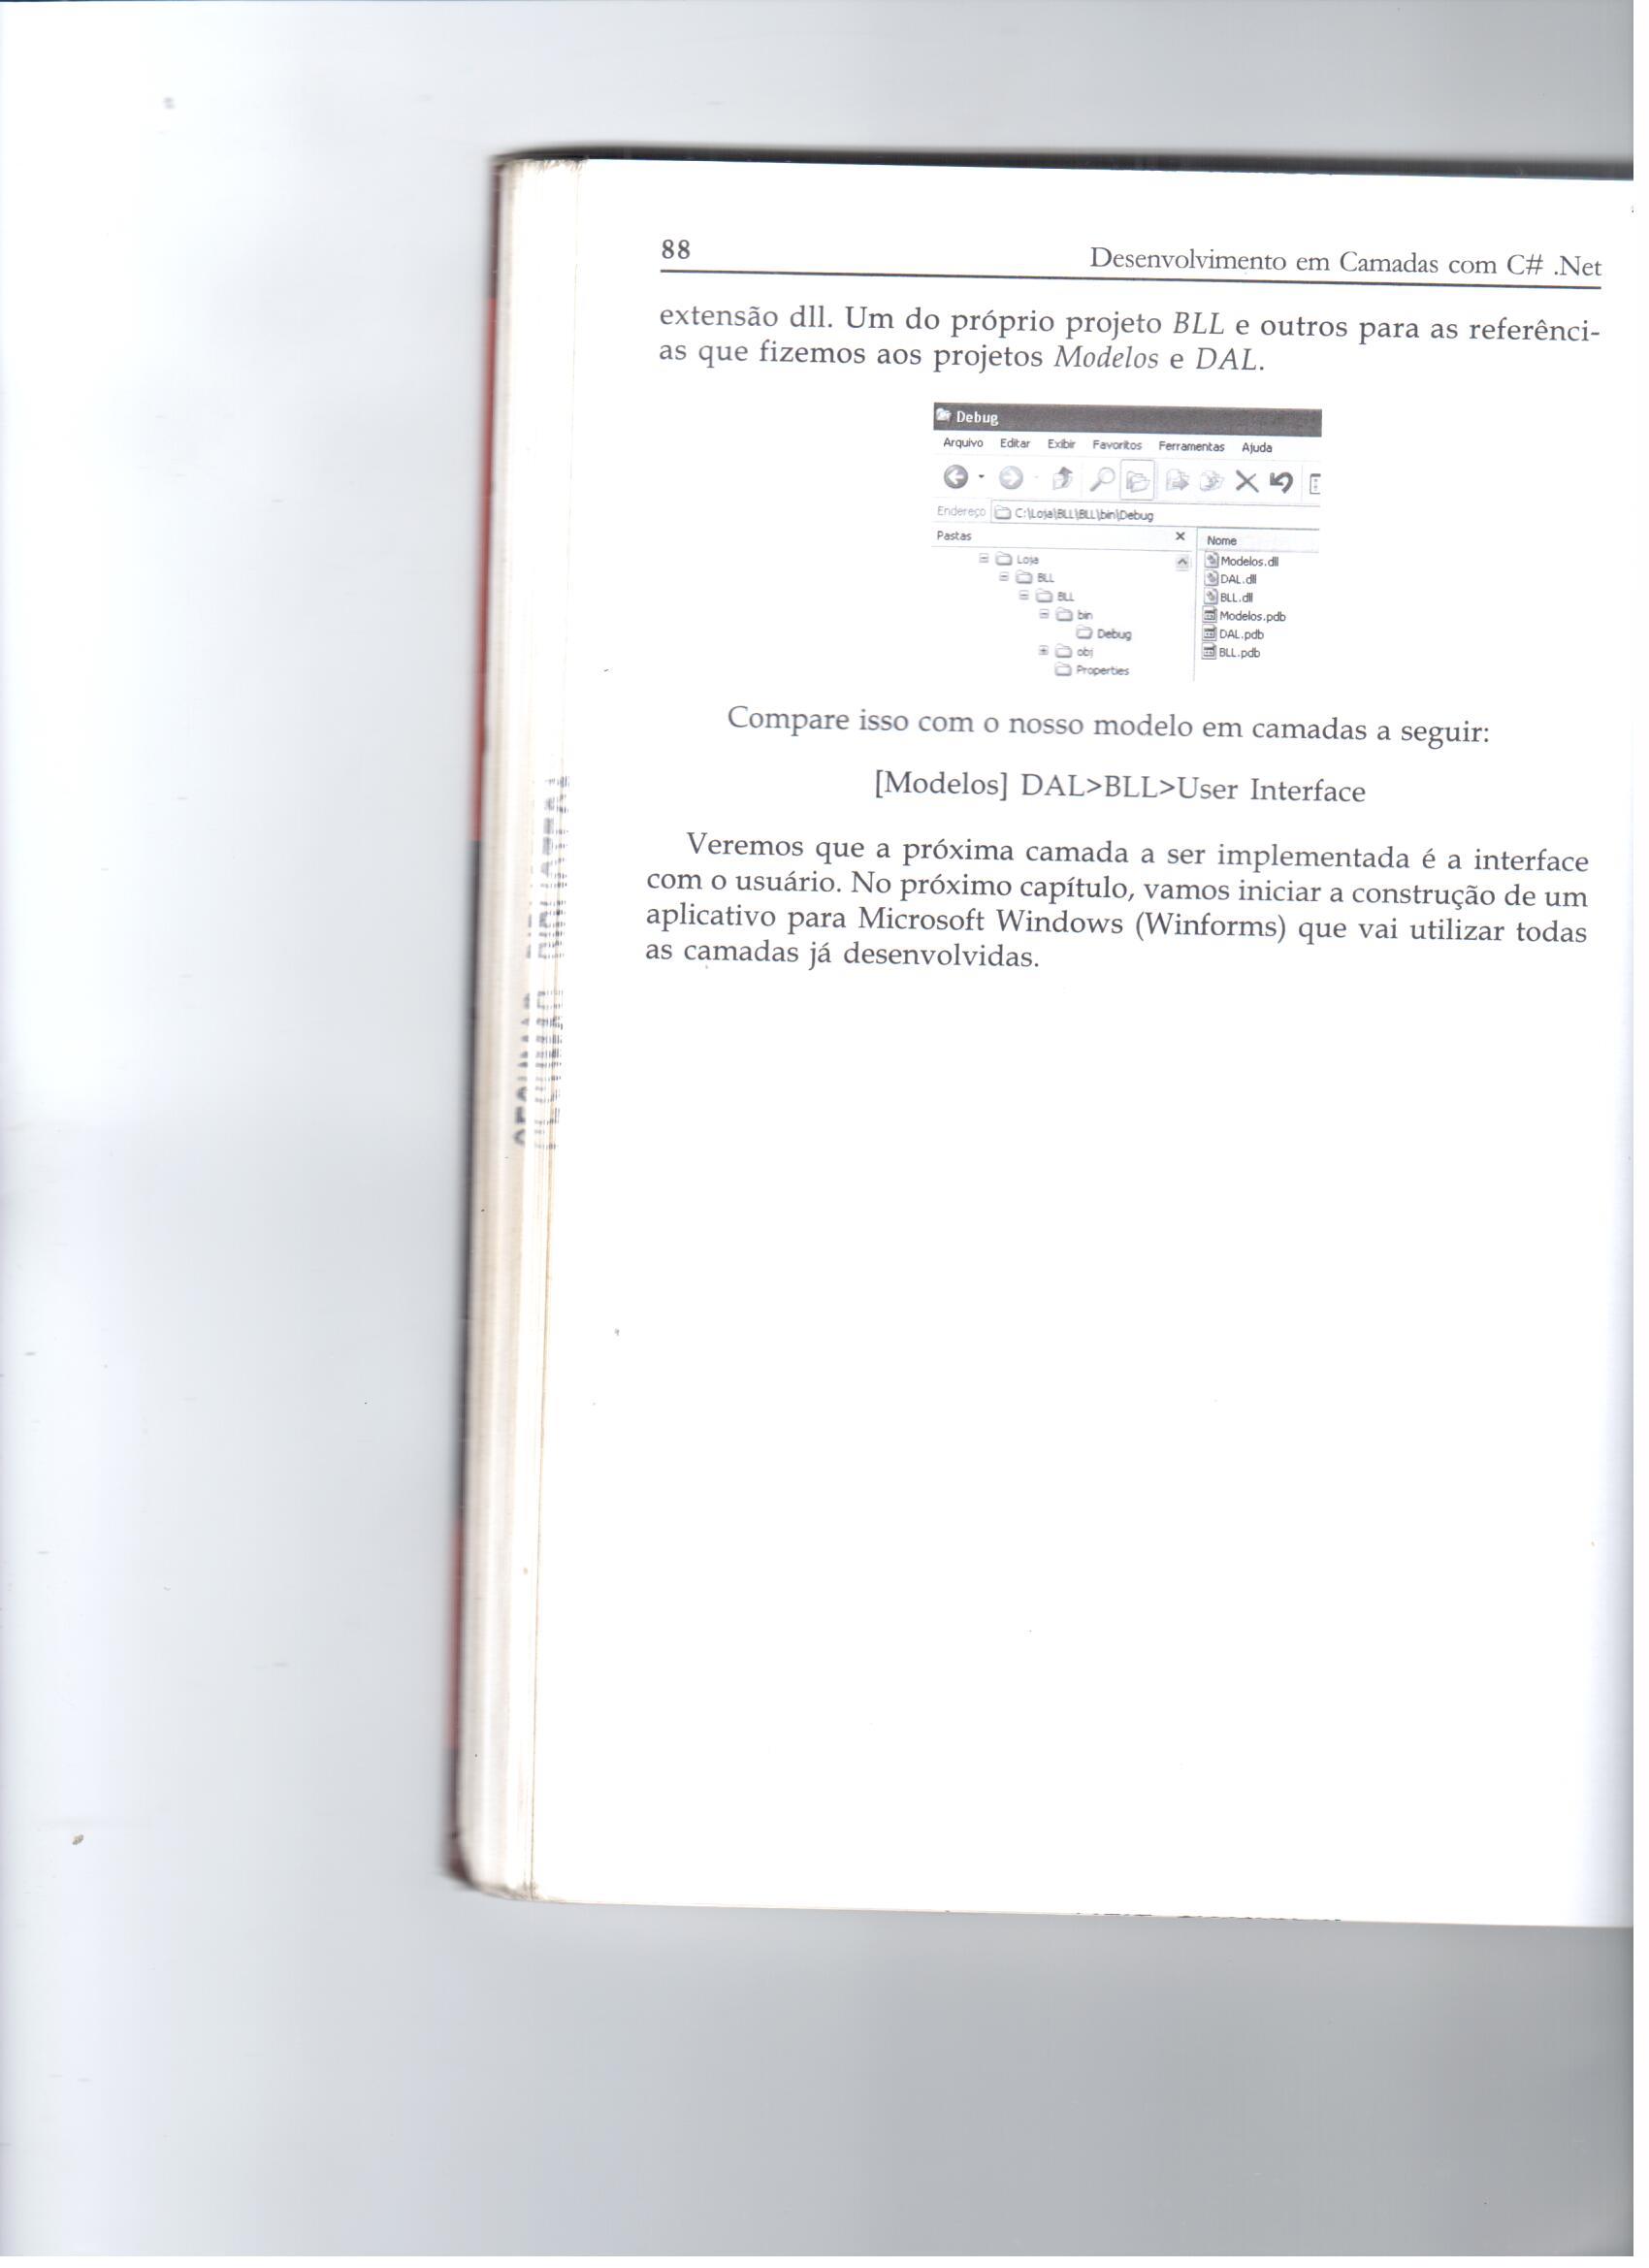 88
Desenvolvimento em Camadas com C# .Net
extensão dll. Um do próprio projeto BLL e outros para as referênci-
as que fizemos aos projetos Modelos e DAL.
Debug
Arquivo Editar Exibir Favoritos Ferramentas Ajuda
Endereço C:\Loja\BLL\BLL\bin\Debug
Pastas X Nome
Loja Modelos.dll
BLL DAL.dll
BLL BLL.dll
bin Modelos.pdb
Debug DAL.pdb
obj BLL.pdb
Properties
Compare isso com o nosso modelo em camadas a seguir:
[Modelos] DAL>BLL>User Interface
Veremos que a próxima camada a ser implementada é a interface
com o usuário. No próximo capítulo, vamos iniciar a construção de um
aplicativo para Microsoft Windows (Winforms) que vai utilizar todas
as camadas já desenvolvidas.